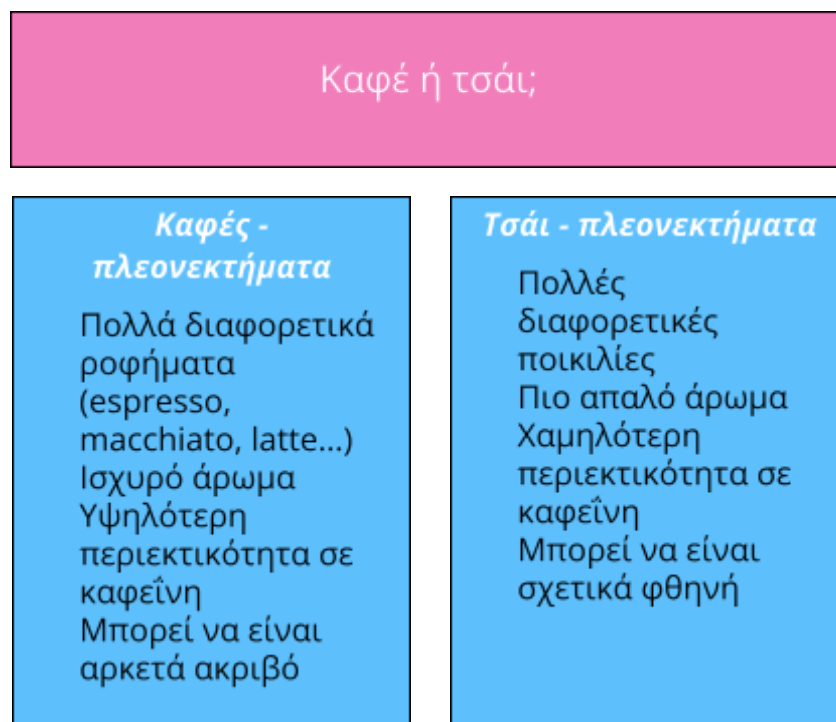 Καφέ ή τσάι;
Καφές -
πλεονεκτήματα
Πολλά διαφορετικά
ροφήματα
(espresso,
macchiato, latte...)
Ισχυρό άρωμα
Υψηλότερη
περιεκτικότητα σε
καφεΐνη
Μπορεί να είναι
αρκετά ακριβό
Τσάι - πλεονεκτήματα
Πολλές
διαφορετικές
ποικιλίες
Πιο απαλό άρωμα
Χαμηλότερη
περιεκτικότητα σε
καφεΐνη
Μπορεί να είναι
σχετικά φθηνή